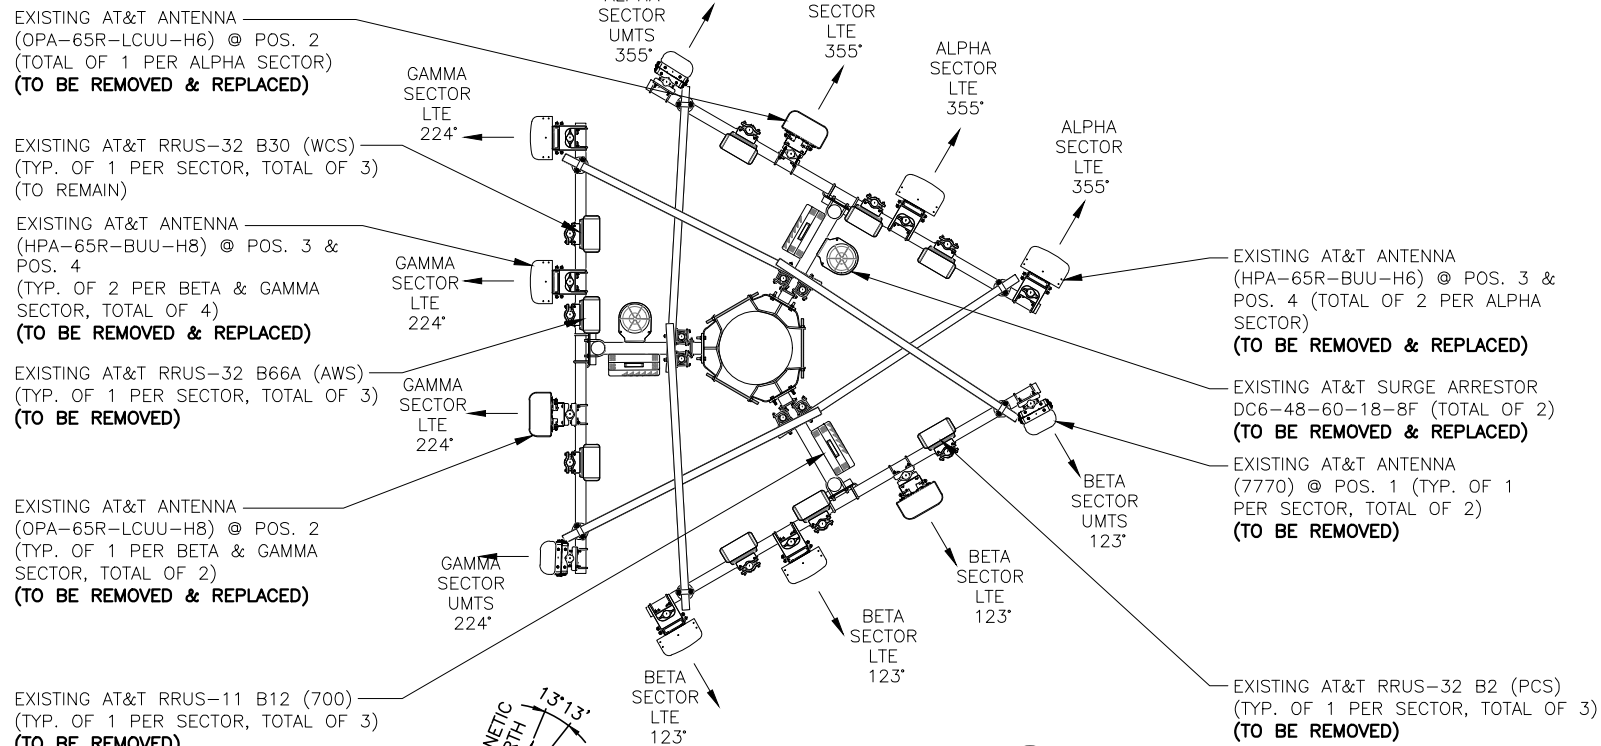 EXISTING AT&T ANTENNA
(OPA-65R-LCUU-H6) @ POS. 2
(TOTAL OF 1 PER ALPHA SECTOR)
(TO BE REMOVED & REPLACED)
EXISTING AT&T RRUS-32 B30 (WCS)
(TYP. OF 1 PER SECTOR, TOTAL OF 3)
(TO REMAIN)
EXISTING AT&T ANTENNA
(HPA-65R-BUU-H8) @ POS. 3 &
POS. 4
(TYP. OF 2 PER BETA & GAMMA
SECTOR, TOTAL OF 4)
(TO BE REMOVED & REPLACED)
EXISTING AT&T RRUS-32 B66A (AWS)
(TYP. OF 1 PER SECTOR, TOTAL OF 3)
(TO BE REMOVED)
EXISTING AT&T ANTENNA
(OPA-65R-LCUU-H8) @ POS. 2
(TYP. OF 1 PER BETA & GAMMA
SECTOR, TOTAL OF 2)
(TO BE REMOVED & REPLACED)
EXISTING AT&T RRUS-11 B12 (700)
(TYP. OF 1 PER SECTOR, TOTAL OF 3)
(TO BE REMOVED)
GAMMA
SECTOR
LTE
224°
GAMMA
SECTOR
LTE
224°
GAMMA
SECTOR
LTE
224°
GAMMA
SECTOR
UMTS
224°
ALPHA
SECTOR
UMTS
355°
SECTOR
LTE
355°
ALPHA
SECTOR
LTE
355°
ALPHA
SECTOR
LTE
355°
BETA
SECTOR
UMTS
123°
BETA
SECTOR
LTE
123°
BETA
SECTOR
LTE
123°
BETA
SECTOR
LTE
123°
13°13'
EXISTING AT&T ANTENNA
(HPA-65R-BUU-H6) @ POS. 3 &
POS. 4 (TOTAL OF 2 PER ALPHA
SECTOR)
(TO BE REMOVED & REPLACED)
EXISTING AT&T SURGE ARRESTOR
DC6-48-60-18-8F (TOTAL OF 2)
(TO BE REMOVED & REPLACED)
EXISTING AT&T ANTENNA
(7770) @ POS. 1 (TYP. OF 1
PER SECTOR, TOTAL OF 2)
(TO BE REMOVED)
EXISTING AT&T RRUS-32 B2 (PCS)
(TYP. OF 1 PER SECTOR, TOTAL OF 3)
(TO BE REMOVED)